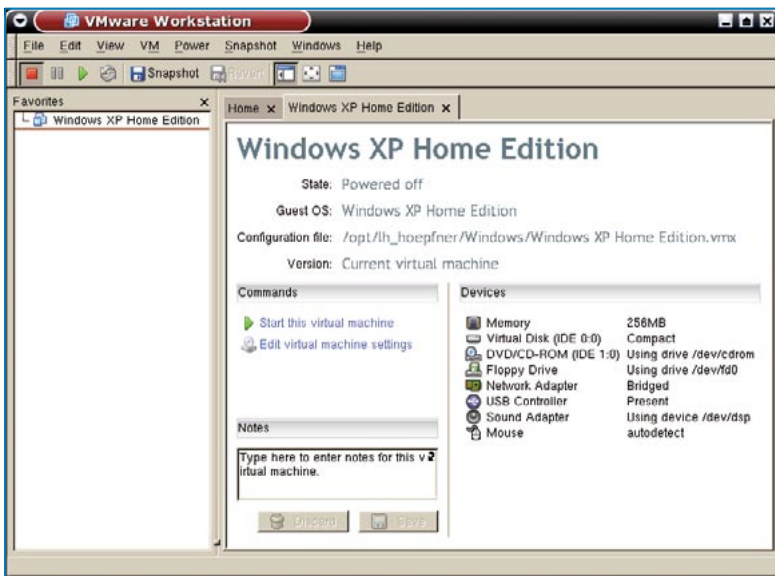 VMware Workstation
File Edit View VM Power Snapshot Windows Help
Snapshot Revert
Favorites x
Windows XP Home Edition
Home x Windows XP Home Edition x
Windows XP Home Edition
State: Powered off
Guest OS: Windows XP Home Edition
Configuration file: /opt/lh_hoepfner/Windows/Windows XP Home Edition.vmx
Version: Current virtual machine
Commands
Start this virtual machine
Edit virtual machine settings
Devices
Memory 256MB
Virtual Disk (IDE 0:0) Compact
DVD/CD-ROM (IDE 1:0) Using drive /dev/cdrom
Floppy Drive Using drive /dev/fd0
Network Adapter Bridged
USB Controller Present
Sound Adapter Using device /dev/dsp
Mouse autodetect
Notes
Type here to enter notes for this v
irtual machine.
Discard Save